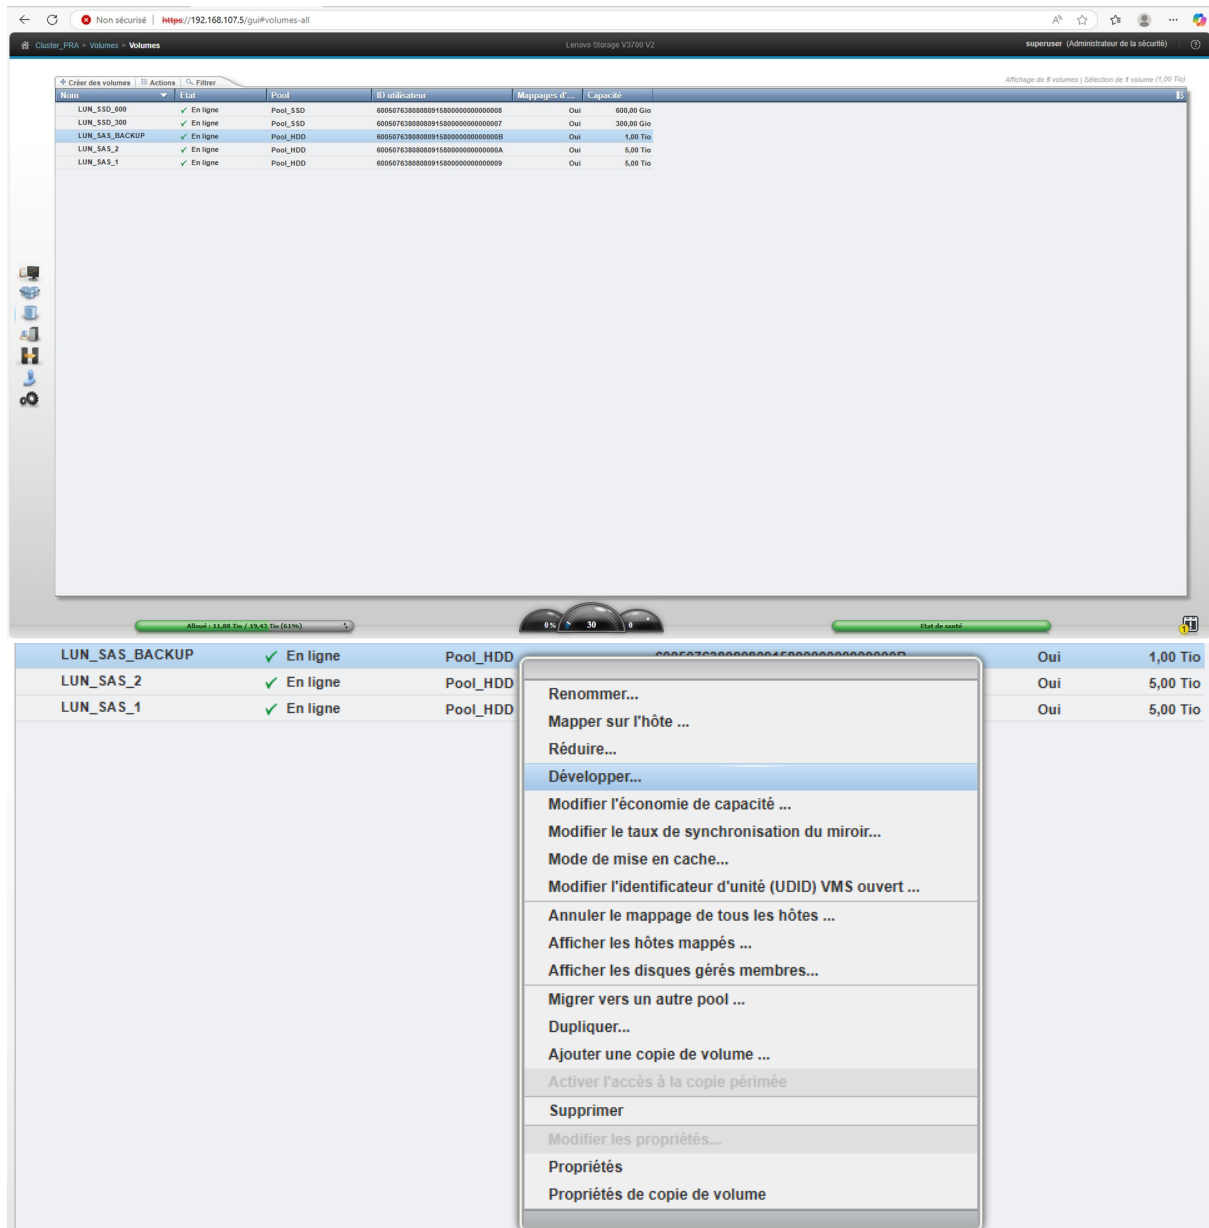 Non sécurisé | https://192.168.107.5/gui#volumes-all
Cluster_PRA > Volumes > Volumes
Lenovo Storage V3700 V2
superuser (Administrateur de la sécurité)
Créer des volumes
Actions
Filtrer
Affichage de 5 volumes | Sélection de 1 volume (1,00 Tio)
Nom Etat Pool ID utilisateur Mappages d'... Capacité
LUN_SSD_600 En ligne Pool_SSD Oui 600,00 Gio
LUN_SSD_300 En ligne Pool_SSD Oui 300,00 Gio
LUN_SAS_BACKUP En ligne Pool_HDD Oui 1,00 Tio
LUN_SAS_2 En ligne Pool_HDD Oui 5,00 Tio
LUN_SAS_1 En ligne Pool_HDD Oui 5,00 Tio
Alloué : 11,88 Tio / 19,43 Tio (61%)
0% 30 0
Etat de santé
1
LUN_SAS_BACKUP En ligne Pool_HDD Oui 1,00 Tio
LUN_SAS_2 En ligne Pool_HDD Oui 5,00 Tio
LUN_SAS_1 En ligne Pool_HDD Oui 5,00 Tio
Renommer...
Mapper sur l'hôte ...
Réduire...
Développer...
Modifier l'économie de capacité ...
Modifier le taux de synchronisation du miroir...
Mode de mise en cache...
Modifier l'identificateur d'unité (UDID) VMS ouvert ...
Annuler le mappage de tous les hôtes ...
Afficher les hôtes mappés ...
Afficher les disques gérés membres...
Migrer vers un autre pool ...
Dupliquer...
Ajouter une copie de volume ...
Activer l'accès à la copie périmée
Supprimer
Modifier les propriétés...
Propriétés
Propriétés de copie de volume